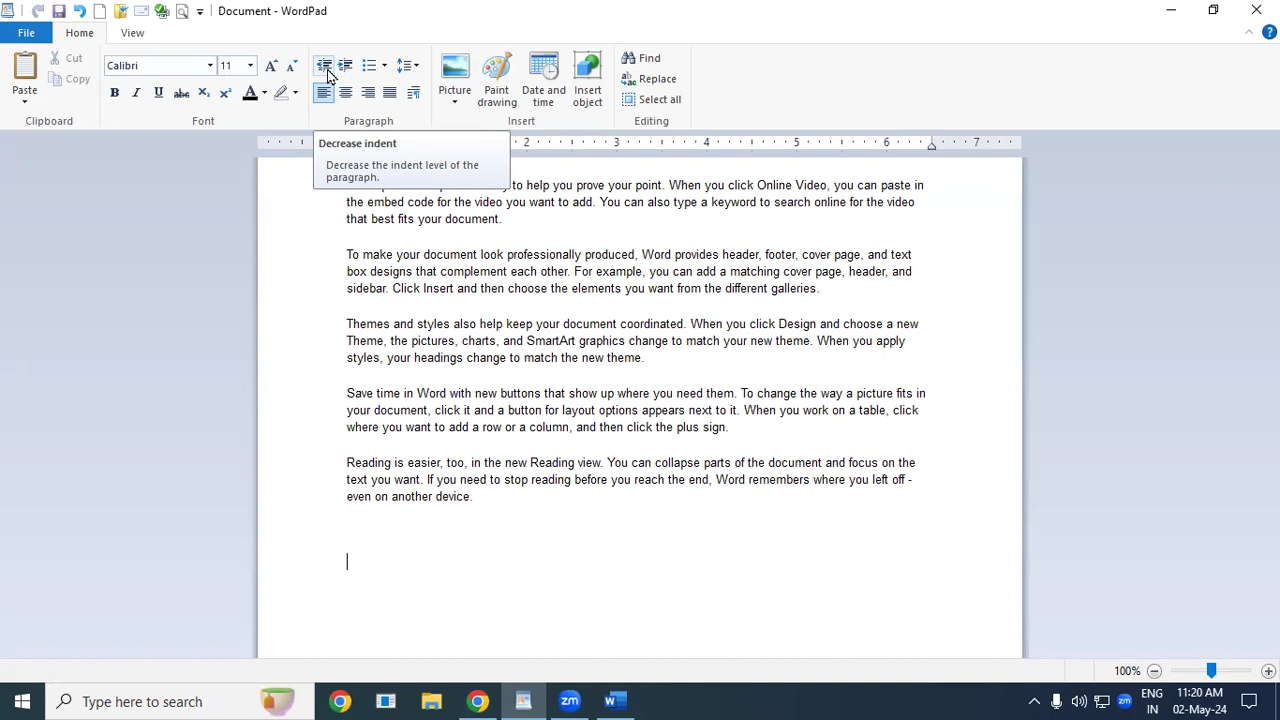 Document - WordPad
File Home View
Paste
Cut
Copy
Clipboard
Calibri 11
B I U abc X₂ X² A
Font
Paragraph
Picture
Paint drawing
Date and time
Insert object
Insert
Find
Replace
Select all
Editing
Decrease indent
Decrease the indent level of the
paragraph.
2 3 4 5 6 7
to help you prove your point. When you click Online Video, you can paste in
the embed code for the video you want to add. You can also type a keyword to search online for the video
that best fits your document.
To make your document look professionally produced, Word provides header, footer, cover page, and text
box designs that complement each other. For example, you can add a matching cover page, header, and
sidebar. Click Insert and then choose the elements you want from the different galleries.
Themes and styles also help keep your document coordinated. When you click Design and choose a new
Theme, the pictures, charts, and SmartArt graphics change to match your new theme. When you apply
styles, your headings change to match the new theme.
Save time in Word with new buttons that show up where you need them. To change the way a picture fits in
your document, click it and a button for layout options appears next to it. When you work on a table, click
where you want to add a row or a column, and then click the plus sign.
Reading is easier, too, in the new Reading view. You can collapse parts of the document and focus on the
text you want. If you need to stop reading before you reach the end, Word remembers where you left off -
even on another device.
100%
Type here to search
zm
W
zm
ENG
IN
11:20 AM
02-May-24